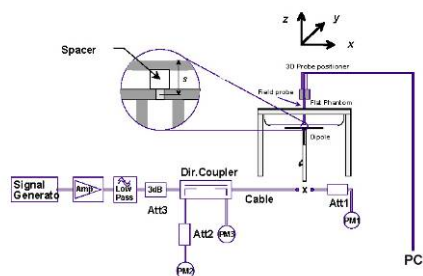 z
y
x
Spacer
s
3D Probe positioner
Field probe
Flat Phantom
Dipole
Signal
Generato
Amp
Low
Pass
3dB
Att3
Dir.Coupler
Cable
x
Att1
PM1
Att2
PM3
PM2
PC